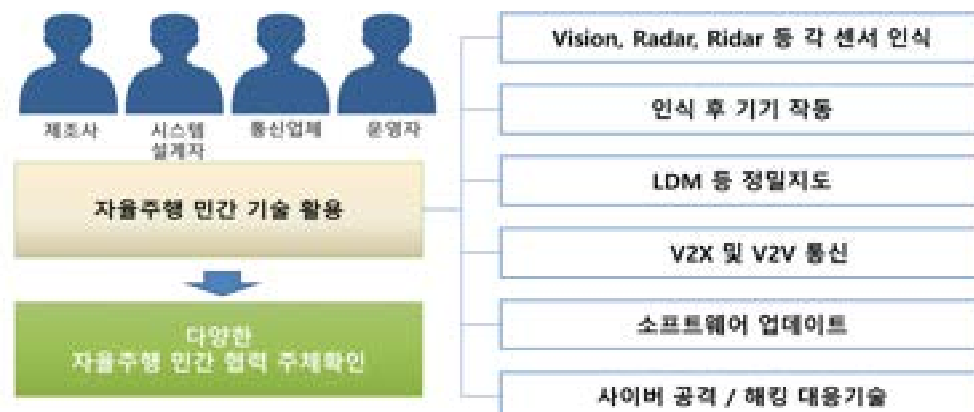 제조사
시스템
설계자
통신업체
운영자
자율주행 민간 기술 활용
다양한
자율주행 민간 협력 주체확인
Vision, Radar, Ridar 등 각 센서 인식
인식 후 기기 작동
LDM 등 정밀지도
V2X 및 V2V 통신
소프트웨어 업데이트
사이버 공격 / 해킹 대응기술